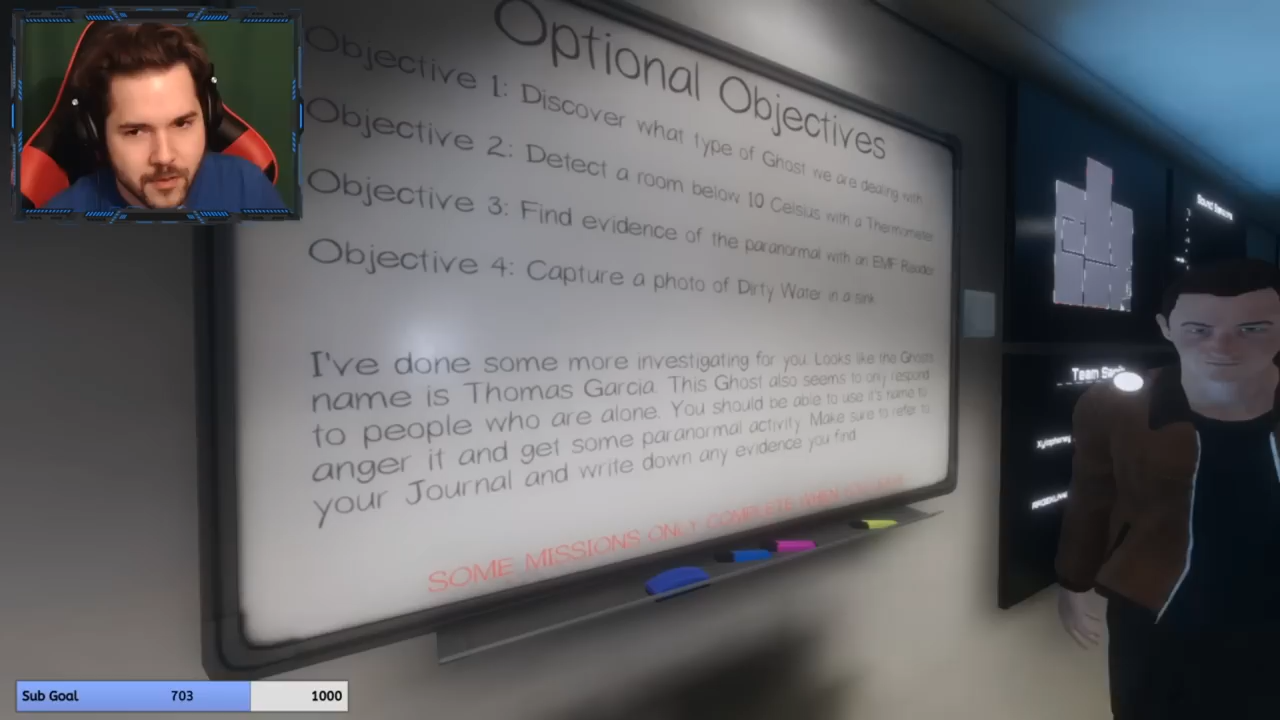 Optional Objectives
Objective 1: Discover what type of Ghost we are dealing with
Objective 2: Detect a room below 10 Celsius with a Thermometer
Objective 3: Find evidence of the paranormal with an EMF Reader
Objective 4: Capture a photo of Dirty Water in a sink
I've done some more investigating for you. Looks like the Ghosts
name is Thomas Garcia. This Ghost also seems to only respond
to people who are alone. You should be able to use it's name to
anger it and get some paranormal activity. Make sure to refer to
your Journal and write down any evidence you find.
SOME MISSIONS ONLY COMPLETE WHEN
Team
Sub Goal 703 1000